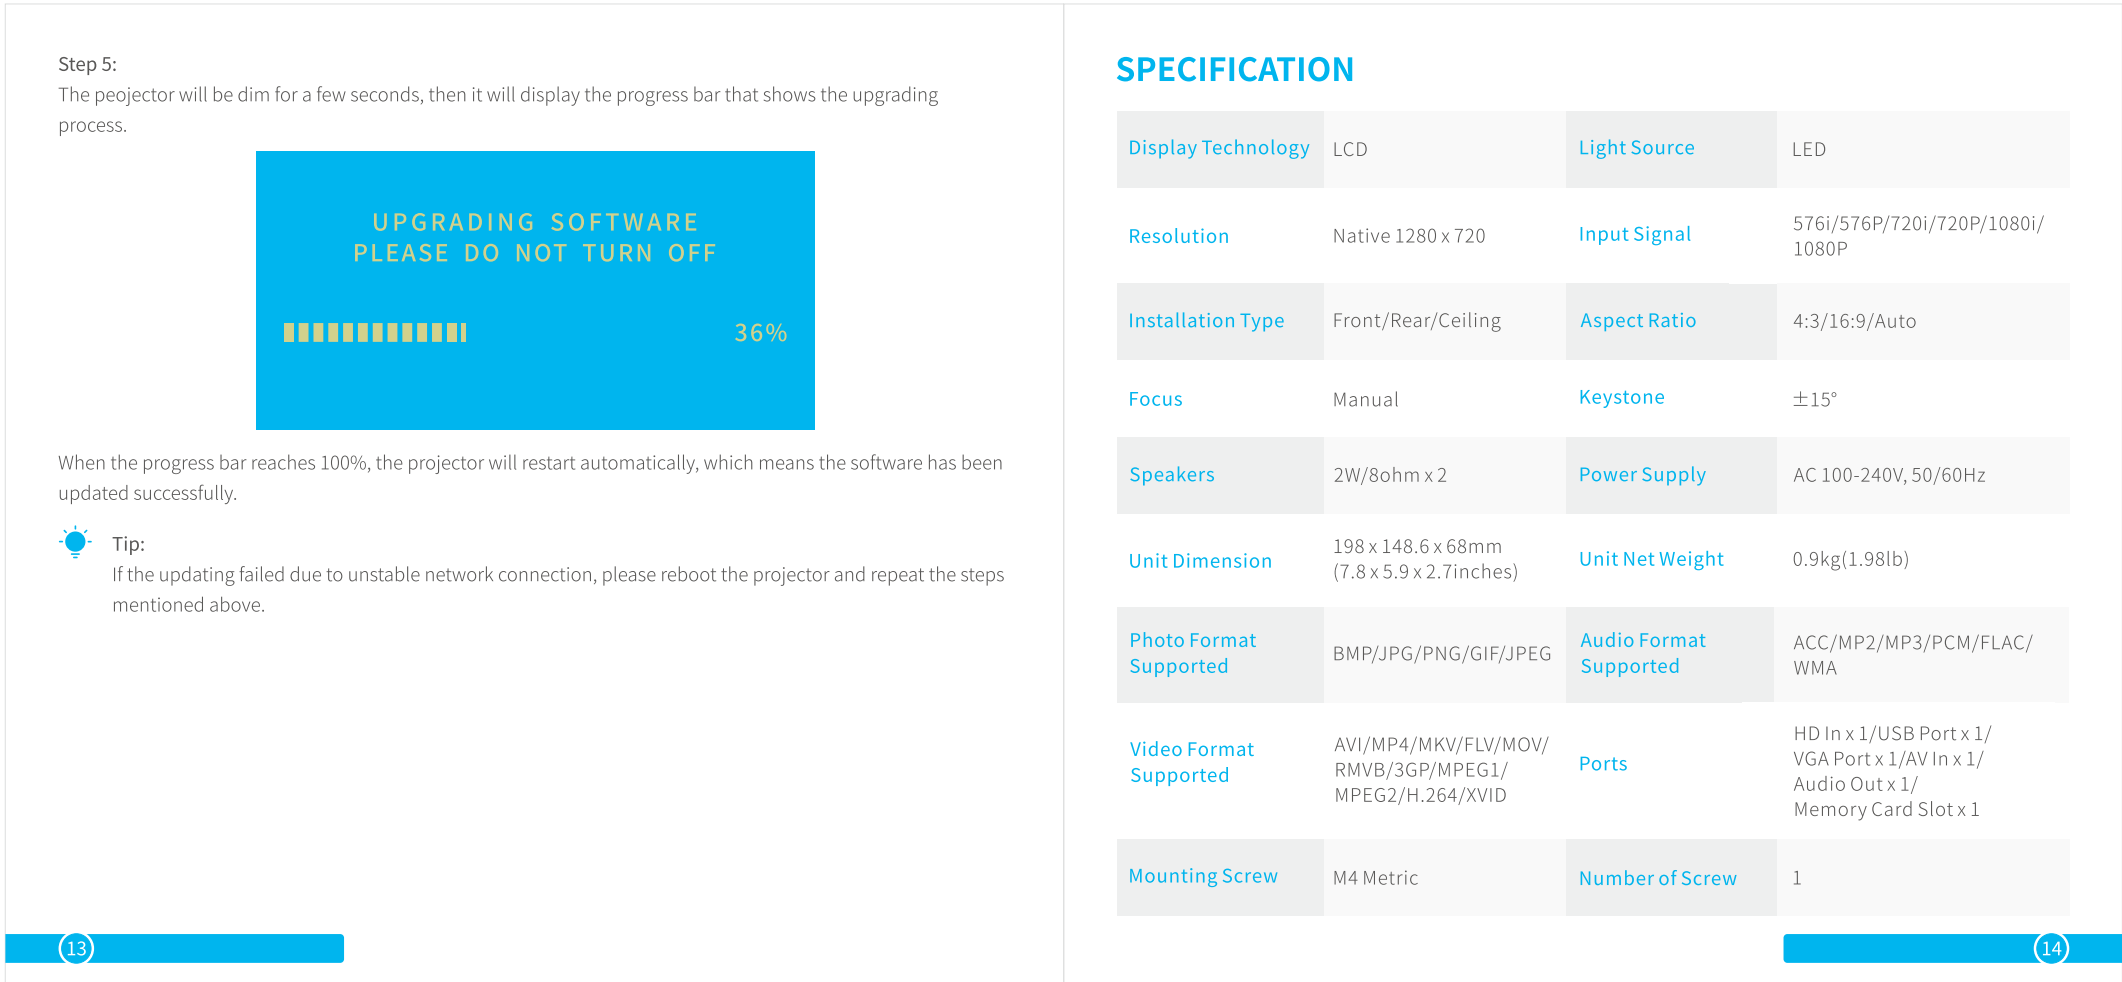 Step 5:
The peojector will be dim for a few seconds, then it will display the progress bar that shows the upgrading
process.
UPGRADING SOFTWARE
PLEASE DO NOT TURN OFF
36%
When the progress bar reaches 100%, the projector will restart automatically, which means the software has been
updated successfully.
Tip:
If the updating failed due to unstable network connection, please reboot the projector and repeat the steps
mentioned above.
13
SPECIFICATION
Display Technology LCD Light Source LED
Resolution Native 1280 x 720 Input Signal 576i/576P/720i/720P/1080i/
1080P
Installation Type Front/Rear/Ceiling Aspect Ratio 4:3/16:9/Auto
Focus Manual Keystone ±15°
Speakers 2W/8ohm x 2 Power Supply AC 100-240V, 50/60Hz
Unit Dimension 198 x 148.6 x 68mm
(7.8 x 5.9 x 2.7inches)
Unit Net Weight 0.9kg(1.98lb)
Photo Format
Supported
BMP/JPG/PNG/GIF/JPEG
Audio Format
Supported
ACC/MP2/MP3/PCM/FLAC/
WMA
Video Format
Supported
AVI/MP4/MKV/FLV/MOV/
RMVB/3GP/MPEG1/
MPEG2/H.264/XVID
Ports
HD In x 1/USB Port x 1/
VGA Port x 1/AV In x 1/
Audio Out x 1/
Memory Card Slot x 1
Mounting Screw M4 Metric Number of Screw 1
14